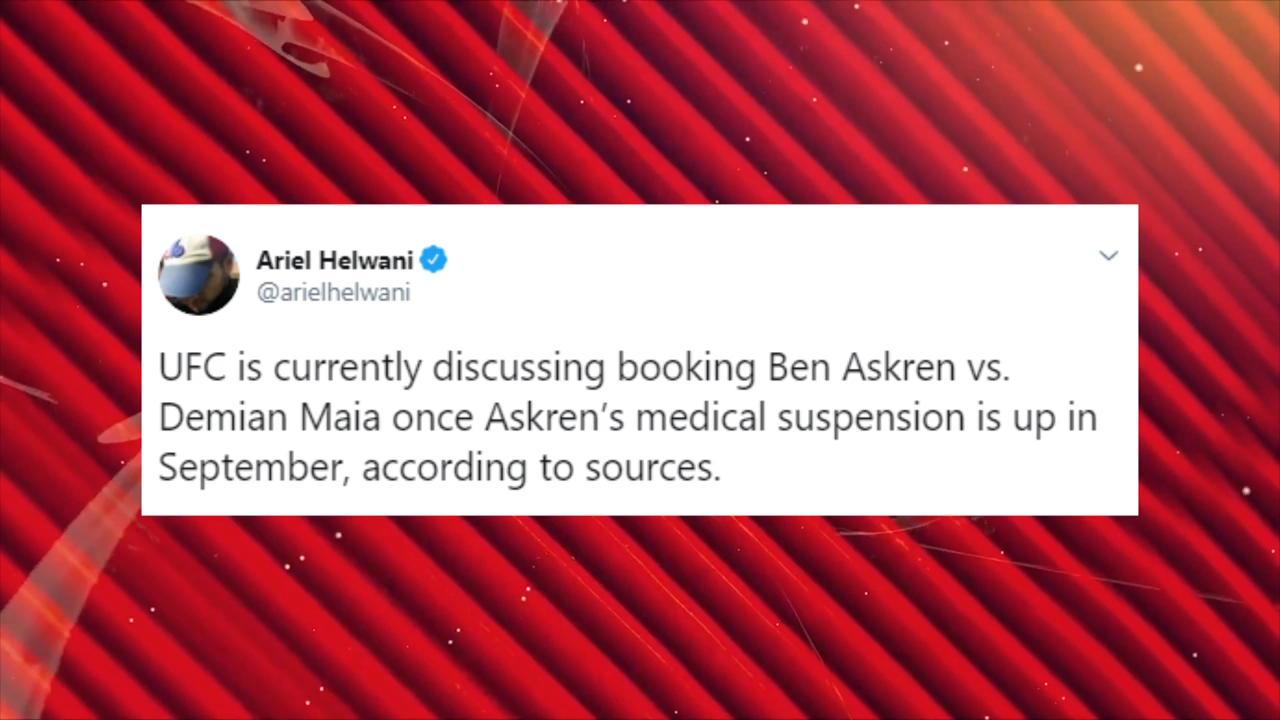 Ariel Helwani
@arielhelwani
UFC is currently discussing booking Ben Askren vs.
Demian Maia once Askren’s medical suspension is up in
September, according to sources.